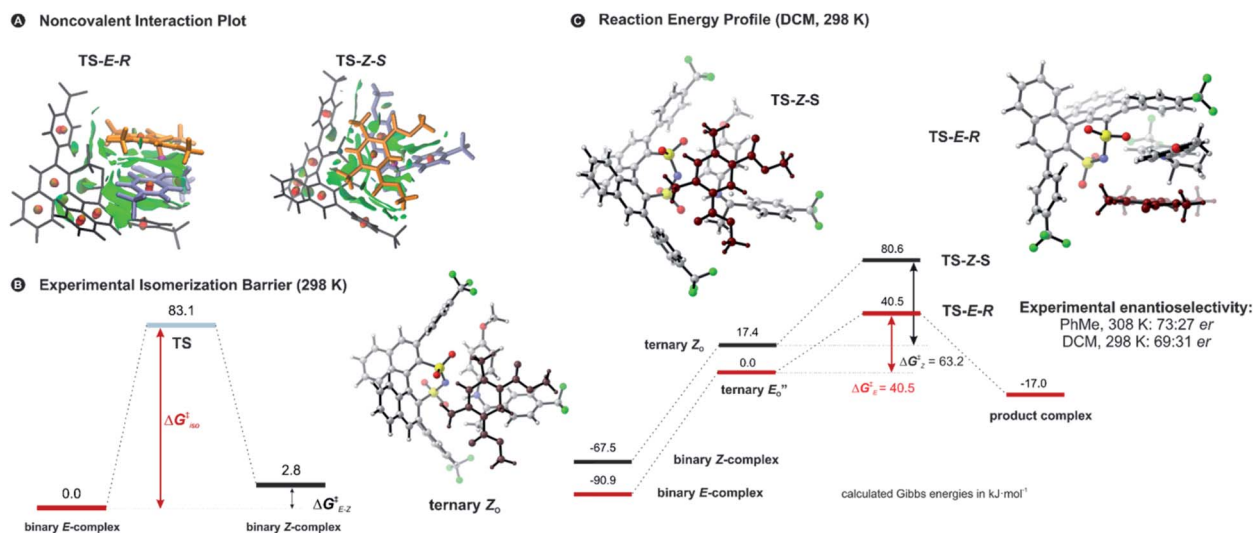 A Noncovalent Interaction Plot
TS-E-R
TS-Z-S
B Experimental Isomerization Barrier (298 K)
83.1
TS
ΔG‡iso
0.0
binary E-complex
2.8
ΔG‡E-Z
binary Z-complex
ternary Zo
C Reaction Energy Profile (DCM, 298 K)
TS-Z-S
TS-E-R
80.6
TS-Z-S
40.5
TS-E-R
Experimental enantioselectivity:
PhMe, 308 K: 73:27 er
DCM, 298 K: 69:31 er
17.4
ternary Zo
0.0
ternary Eo"
ΔG‡Z = 63.2
ΔG‡E = 40.5
-17.0
product complex
-67.5
binary Z-complex
-90.9
binary E-complex
calculated Gibbs energies in kJ·mol-1